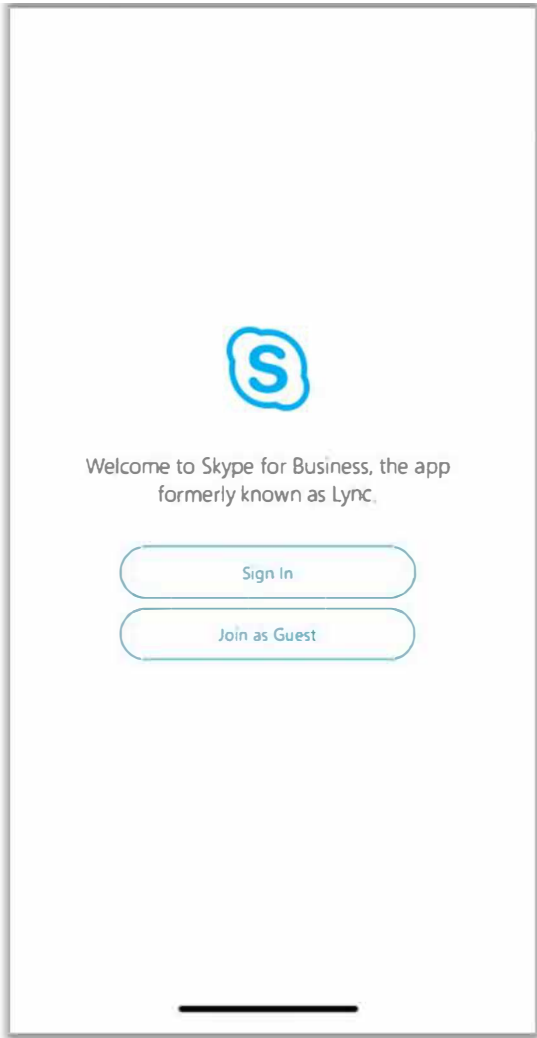 S
Welcome to Skype for Business, the app
formerly known as Lync.
Sign In
Join as Guest